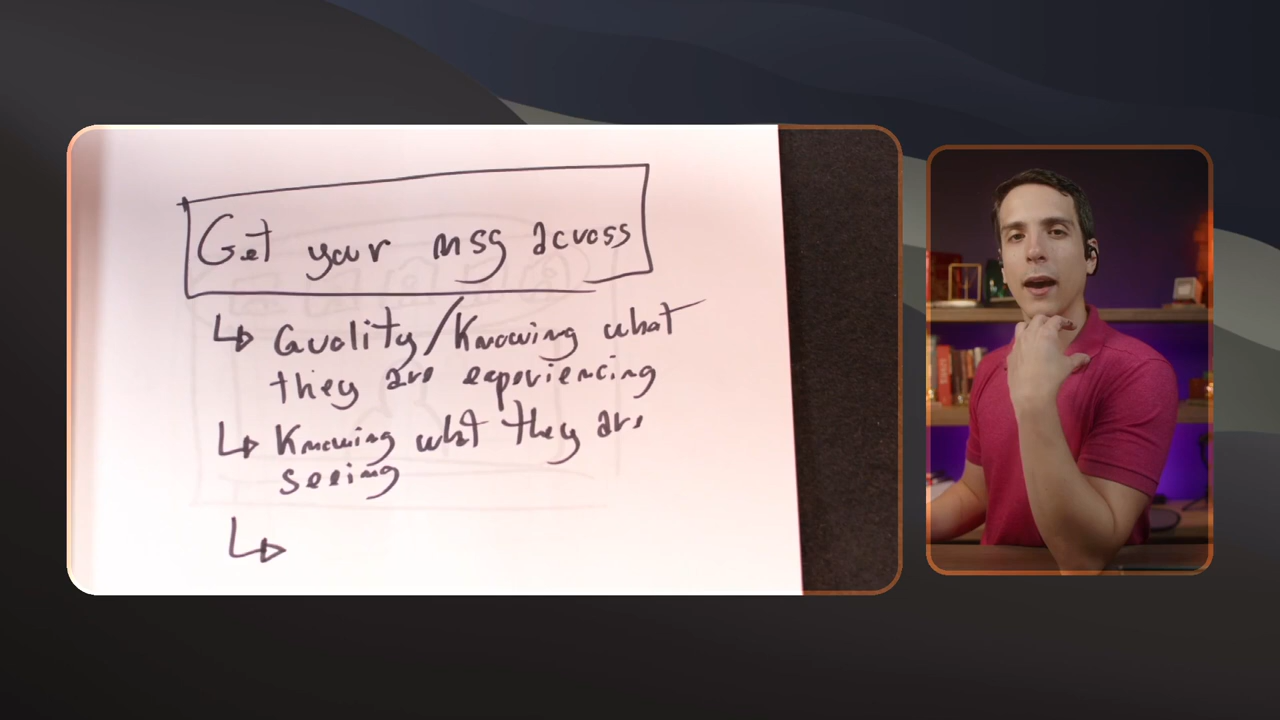 Get your msg across
↳ Quality/Knowing what
they are experiencing
↳ Knowing what they are
seeing
↳